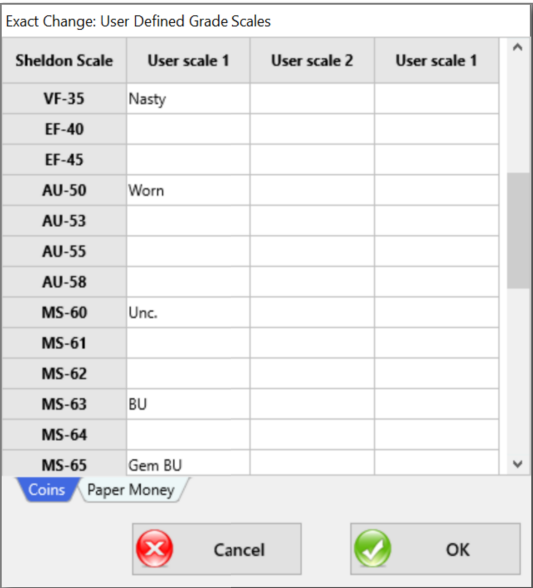 Exact Change: User Defined Grade Scales
Sheldon Scale User scale 1 User scale 2 User scale 1
VF-35 Nasty
EF-40
EF-45
AU-50 Worn
AU-53
AU-55
AU-58
MS-60 Unc.
MS-61
MS-62
MS-63 BU
MS-64
MS-65 Gem BU
Coins Paper Money
Cancel OK